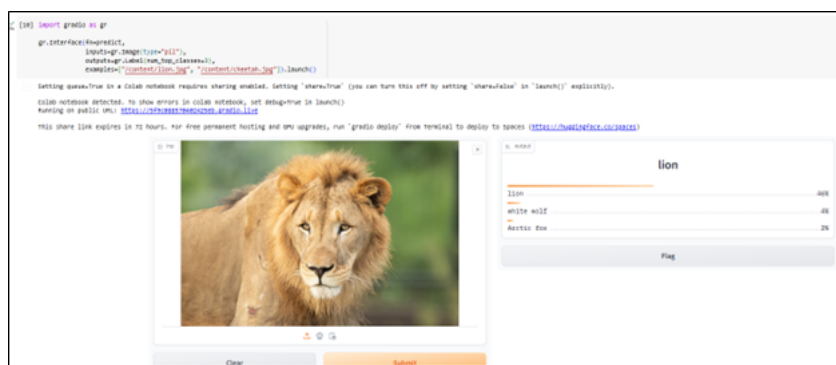 [10] import gradio as gr
gr.Interface(fn=predict,
inputs=gr.Image(type="pil"),
outputs=gr.Label(num_top_classes=3),
examples=["/content/lion.jpg", "/content/cheetah.jpg"]).launch()
Setting queue=True in a Colab notebook requires sharing enabled. Setting `share=True` (you can turn this off by setting `share=False` in `launch()` explicitly).
Colab notebook detected. To show errors in colab notebook, set debug=True in launch()
Running on public URL:
This share link expires in 72 hours. For free permanent hosting and GPU upgrades, run `gradio deploy` from Terminal to deploy to Spaces (https://huggingface.co/spaces)
output
lion
lion
white wolf 4%
Arctic fox 2%
Flag
Clear
Submit